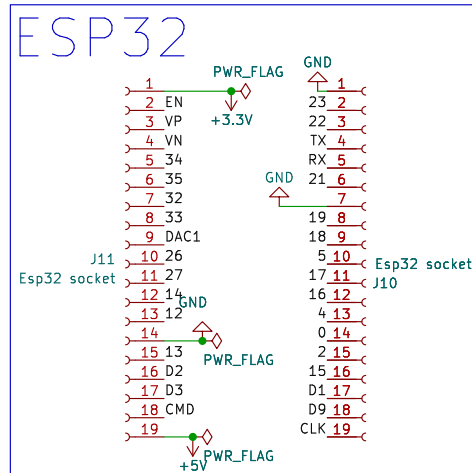 ESP32
1
PWR_FLAG
+3.3V
2 EN
3 VP
4 VN
5 34
6 35
7 32
8 33
9 DAC1
10 26
11 27
12 14
13 12
GND
14
PWR_FLAG
15 13
16 D2
17 D3
18 CMD
19
PWR_FLAG
+5V
J11
Esp32 socket
GND
1
23 2
22 3
TX 4
RX 5
21 6
GND
7
19 8
18 9
5 10
17 11
16 12
4 13
0 14
2 15
15 16
D1 17
D9 18
CLK 19
Esp32 socket
J10